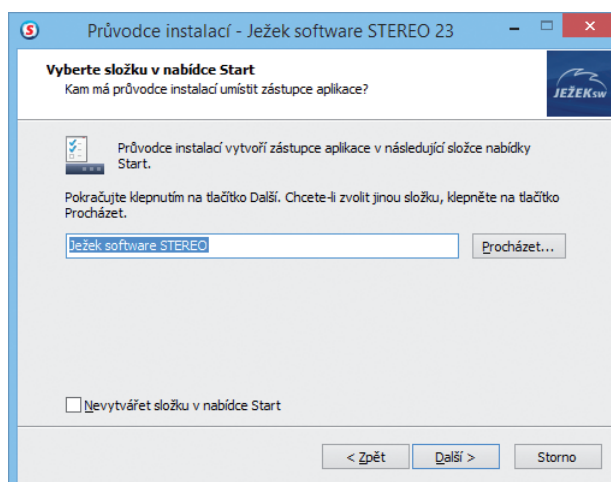 S Průvodce instalací - Ježek software STEREO 23
Vyberte složku v nabídce Start
Kam má průvodce instalací umístit zástupce aplikace?
JEŽEKSW
Průvodce instalací vytvoří zástupce aplikace v následující složce nabídky
Start.
Pokračujte klepnutím na tlačítko Další. Chcete-li zvolit jinou složku, klepněte na tlačítko
Procházet.
Ježek software STEREO
Procházet...
Nevytvářet složku v nabídce Start
< Zpět
Další >
Storno